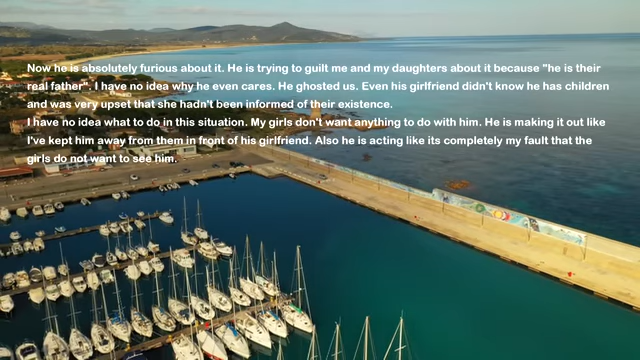 Now he is absolutely furious about it. He is trying to guilt me and my daughters about it because "he is their
real father". I have no idea why he even cares. He ghosted us. Even his girlfriend didn't know he has children
and was very upset that she hadn't been informed of their existence.
I have no idea what to do in this situation. My girls don't want anything to do with him. He is making it out like
I've kept him away from them in front of his girlfriend. Also he is acting like its completely my fault that the
girls do not want to see him.